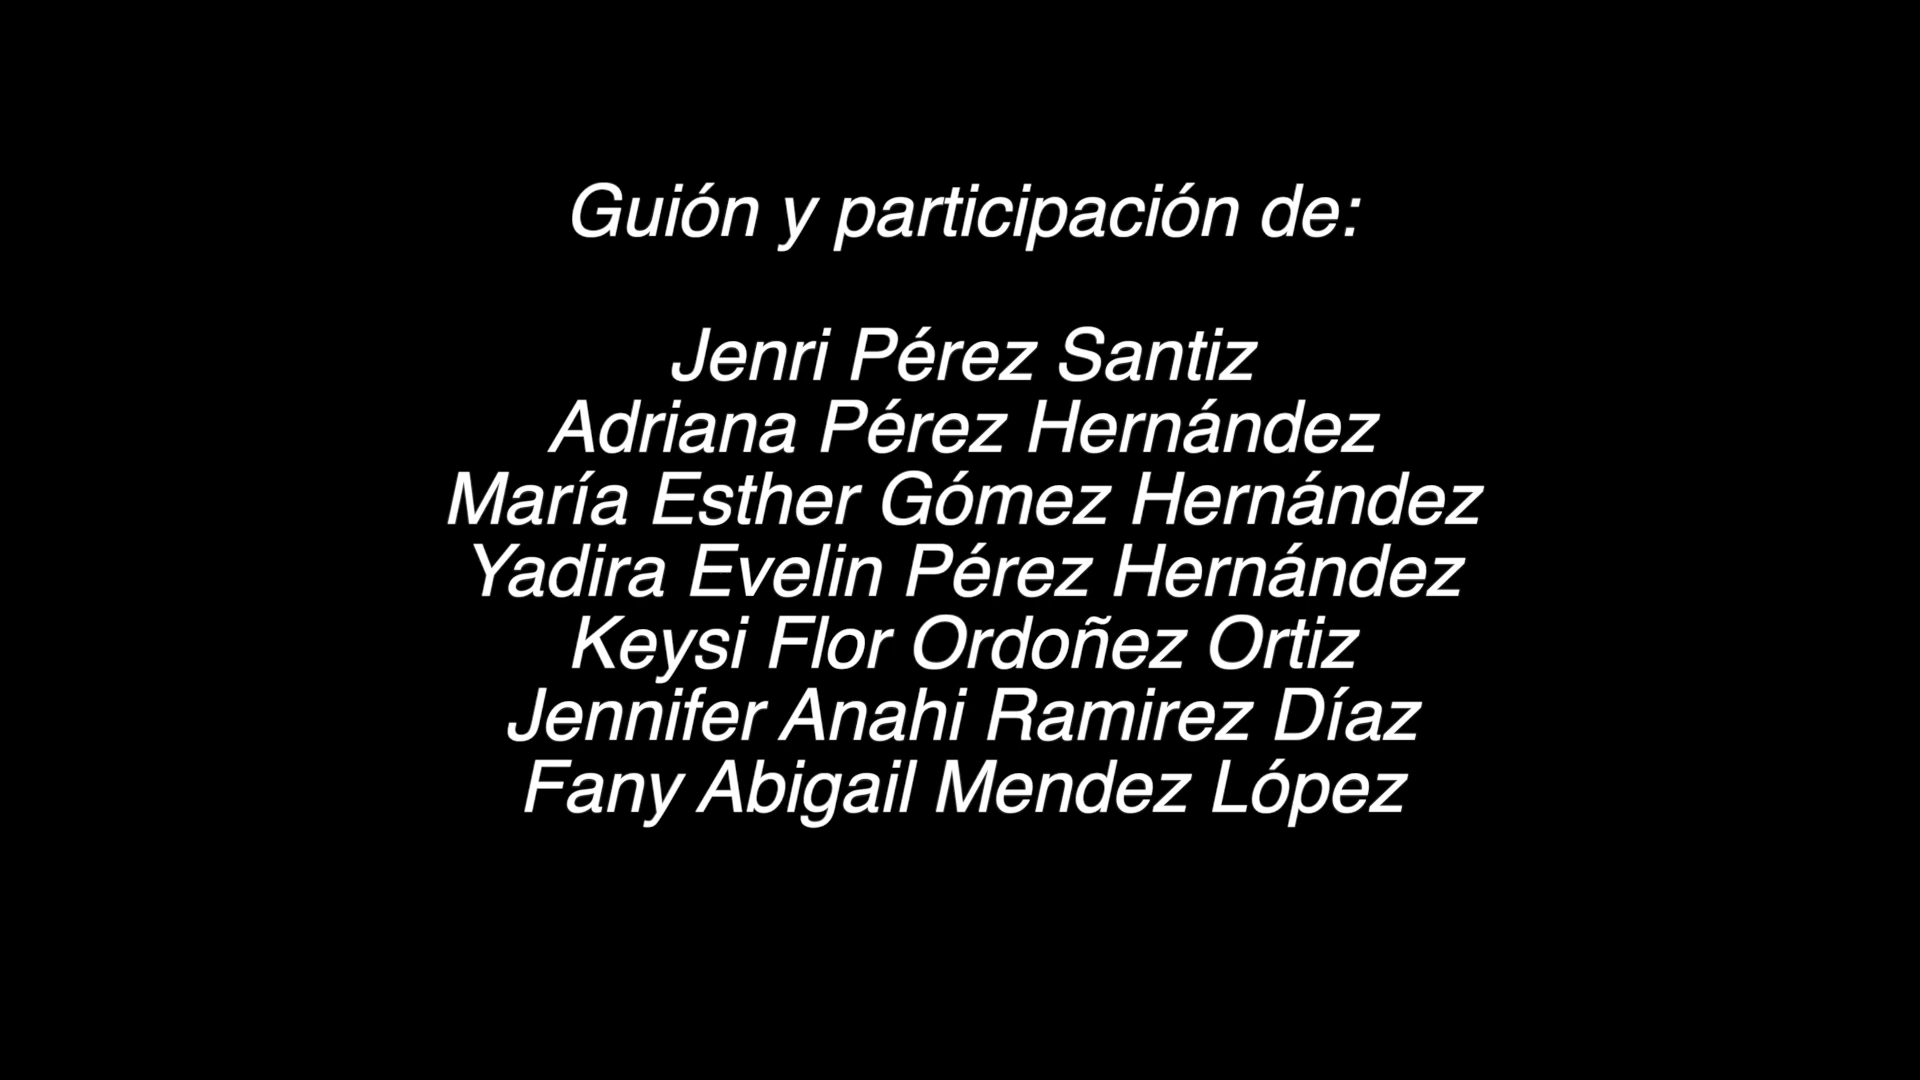 Guión y participación de:
Jenri Pérez Santiz
Adriana Pérez Hernández
María Esther Gómez Hernández
Yadira Evelin Pérez Hernández
Keysi Flor Ordoñez Ortiz
Jennifer Anahi Ramirez Díaz
Fany Abigail Mendez López